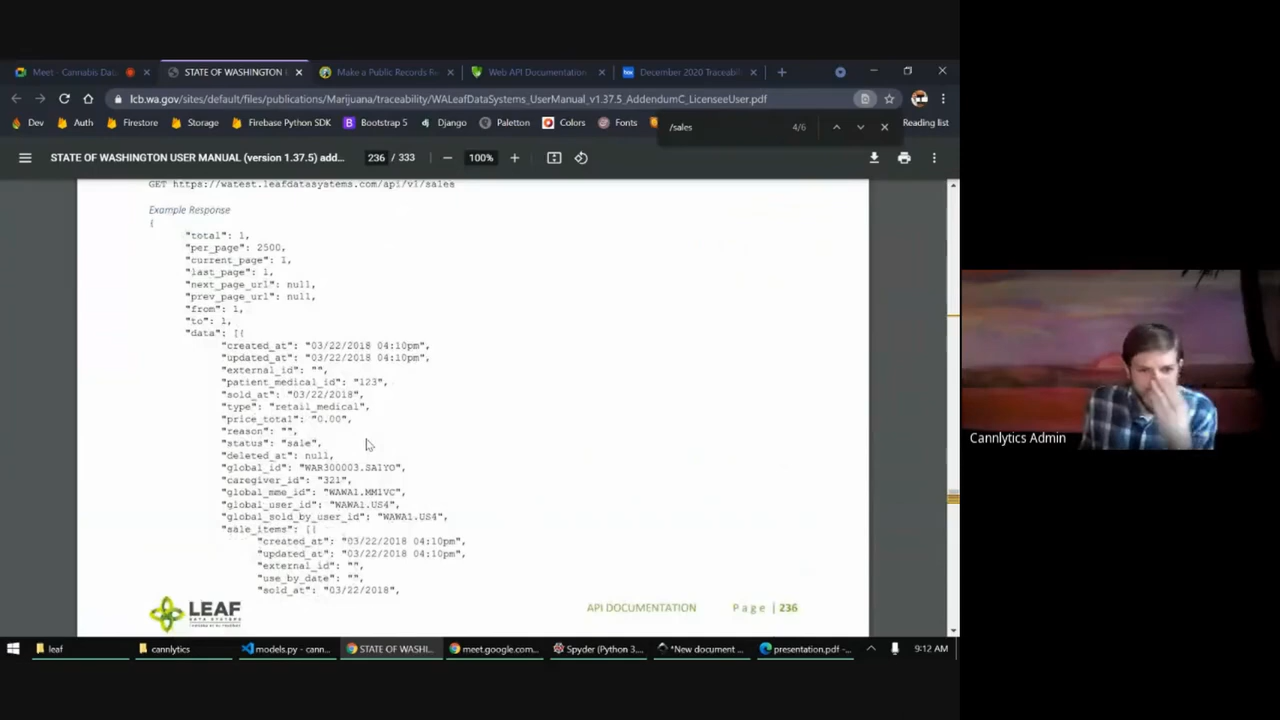 Meet - Cannabis Dat
STATE OF WASHINGTON
Make a Public Records Re
Web API Documentation
December 2020 Traceabi
lcb.wa.gov/sites/default/files/publications/Marijuana/traceability/WALeafDataSystems_UserManual_v1.37.5_AddendumC_LicenseeUser.pdf
Dev
Auth
Firestore
Storage
Firebase Python SDK
Bootstrap 5
Django
Paletton
Colors
Fonts
Reading list
/sales
4/6
STATE OF WASHINGTON USER MANUAL (version 1.37.5) add...
236 / 333
100%
GET https://watest.leafdatasystems.com/api/v1/sales
Example Response
{
"total": 1,
"per_page": 2500,
"current_page": 1,
"last_page": 1,
"next_page_url": null,
"prev_page_url": null,
"from": 1,
"to": 1,
"data": [{
"created_at": "03/22/2018 04:10pm",
"updated_at": "03/22/2018 04:10pm",
"external_id": "",
"patient_medical_id": "123",
"sold_at": "03/22/2018",
"type": "retail_medical",
"price_total": "0.00",
"reason": "",
"status": "sale",
"deleted_at": null,
"global_id": "WAR300003.SA1YO",
"caregiver_id": "321",
"global_mme_id": "WAWA1.MM1VC",
"global_user_id": "WAWA1.US4",
"global_sold_by_user_id": "WAWA1.US4",
"sale_items": [{
"created_at": "03/22/2018 04:10pm",
"updated_at": "03/22/2018 04:10pm",
"external_id": "",
"use_by_date": "",
"sold_at": "03/22/2018",
LEAF
DATA SYSTEMS
API DOCUMENTATION
Page | 236
Cannlytics Admin
leaf
cannlytics
models.py - cann...
STATE OF WASHI...
meet.google.com...
Spyder (Python 3....
*New document ...
presentation.pdf -...
9:12 AM